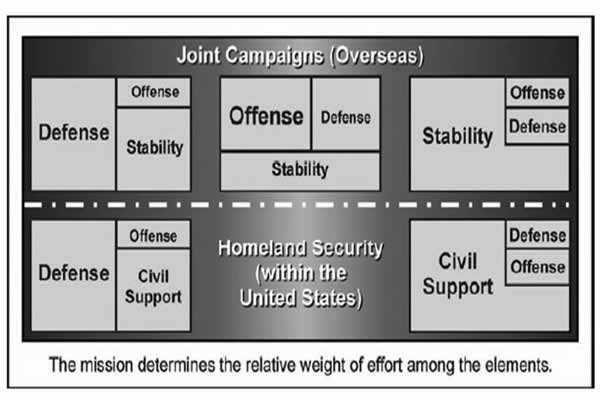 Joint Campaigns (Overseas)
Defense
Offense
Stability
Offense
Defense
Stability
Stability
Offense
Defense
Defense
Offense
Civil
Support
Homeland Security
(within the
United States)
Civil
Support
Defense
Offense
The mission determines the relative weight of effort among the elements.